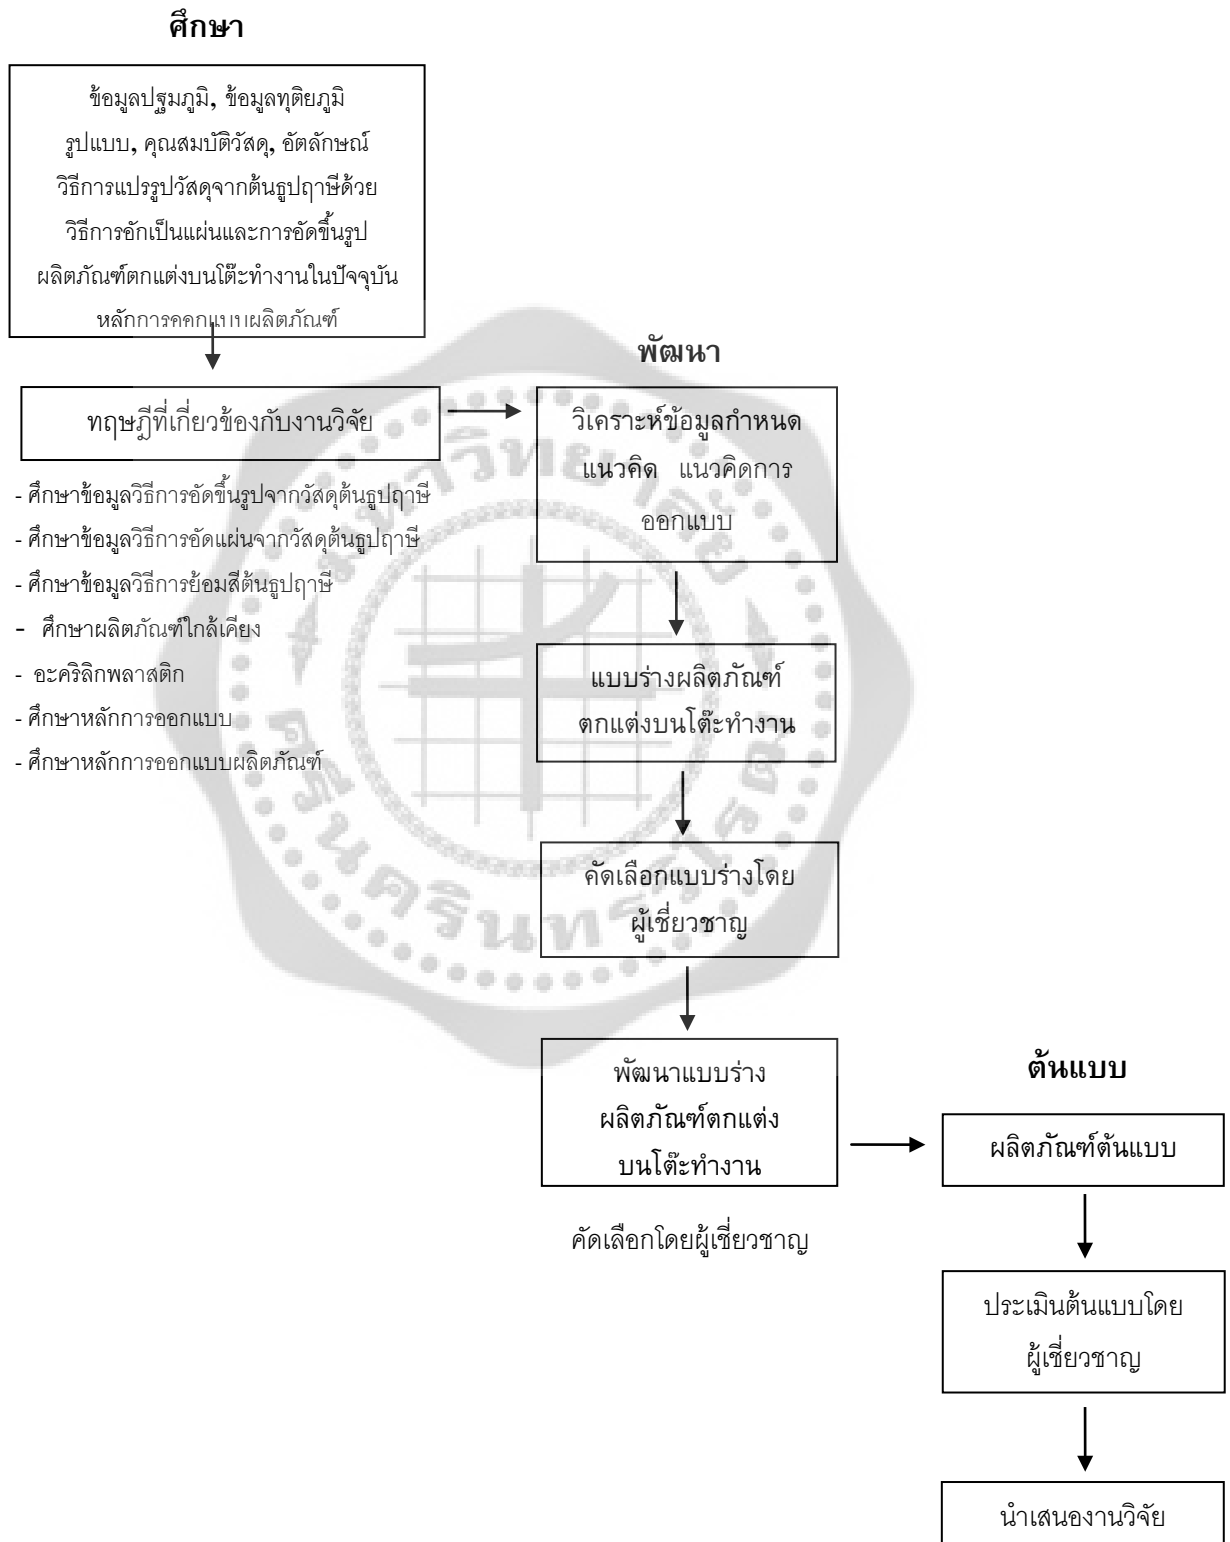 ศึกษา
ข้อมูลปฐมภูมิ, ข้อมูลทุติยภูมิ
รูปแบบ, คุณสมบัติวัสดุ, อัตลักษณ์
วิธีการแปรรูปวัสดุจากต้นธูปฤาษีด้วย
วิธีการอักเป็นแผ่นและการอัดขึ้นรูป
ผลิตภัณฑ์ตกแต่งบนโต๊ะทำงานในปัจจุบัน
หลักการออกแบบผลิตภัณฑ์
ทฤษฎีที่เกี่ยวข้องกับงานวิจัย
- ศึกษาข้อมูลวิธีการอัดขึ้นรูปจากวัสดุต้นธูปฤาษี
- ศึกษาข้อมูลวิธีการอัดแผ่นจากวัสดุต้นธูปฤาษี
- ศึกษาข้อมูลวิธีการย้อมสีต้นธูปฤาษี
- ศึกษาผลิตภัณฑ์ใกล้เคียง
- อะคริลิกพลาสติก
- ศึกษาหลักการออกแบบ
- ศึกษาหลักการออกแบบผลิตภัณฑ์
พัฒนา
วิเคราะห์ข้อมูลกำหนด
แนวคิด แนวคิดการ
ออกแบบ
แบบร่างผลิตภัณฑ์
ตกแต่งบนโต๊ะทำงาน
คัดเลือกแบบร่างโดย
ผู้เชี่ยวชาญ
พัฒนาแบบร่าง
ผลิตภัณฑ์ตกแต่ง
บนโต๊ะทำงาน
คัดเลือกโดยผู้เชี่ยวชาญ
ต้นแบบ
ผลิตภัณฑ์ต้นแบบ
ประเมินต้นแบบโดย
ผู้เชี่ยวชาญ
นำเสนองานวิจัย
มหาวิทยาลัย
ศรีนครินทรวิโรฒ